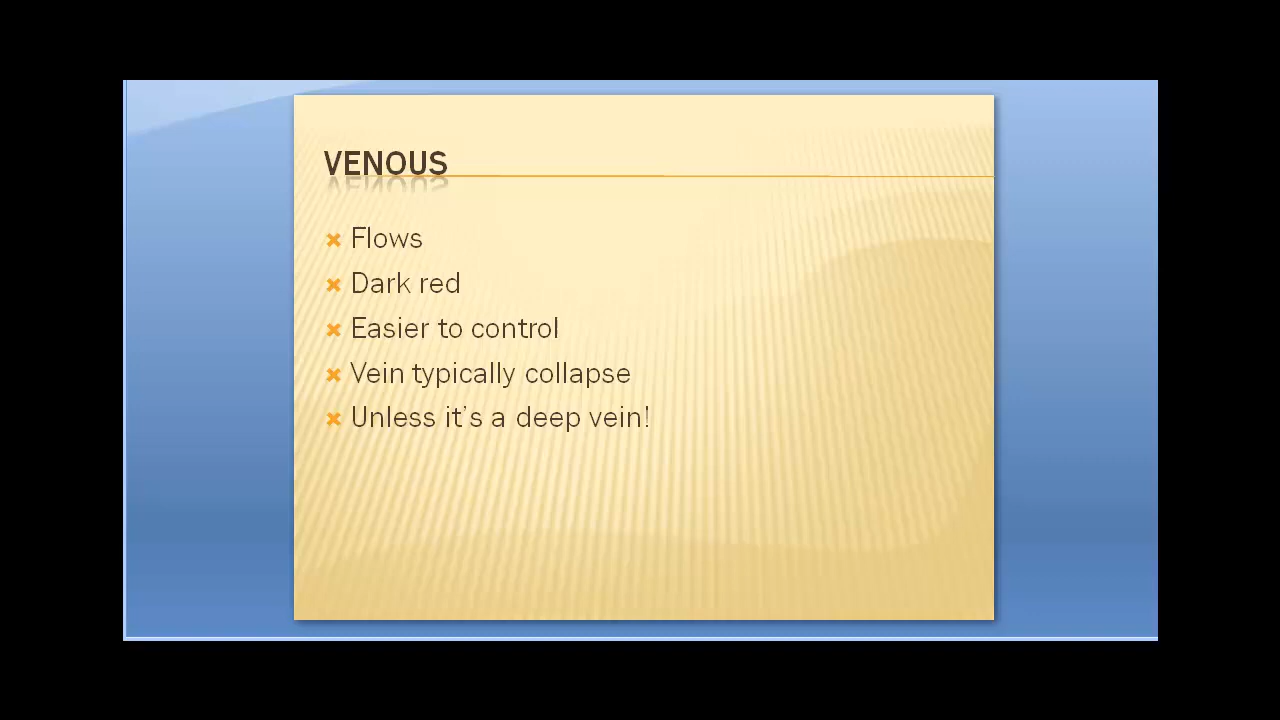 VENOUS
Flows
Dark red
Easier to control
Vein typically collapse
Unless it's a deep vein!